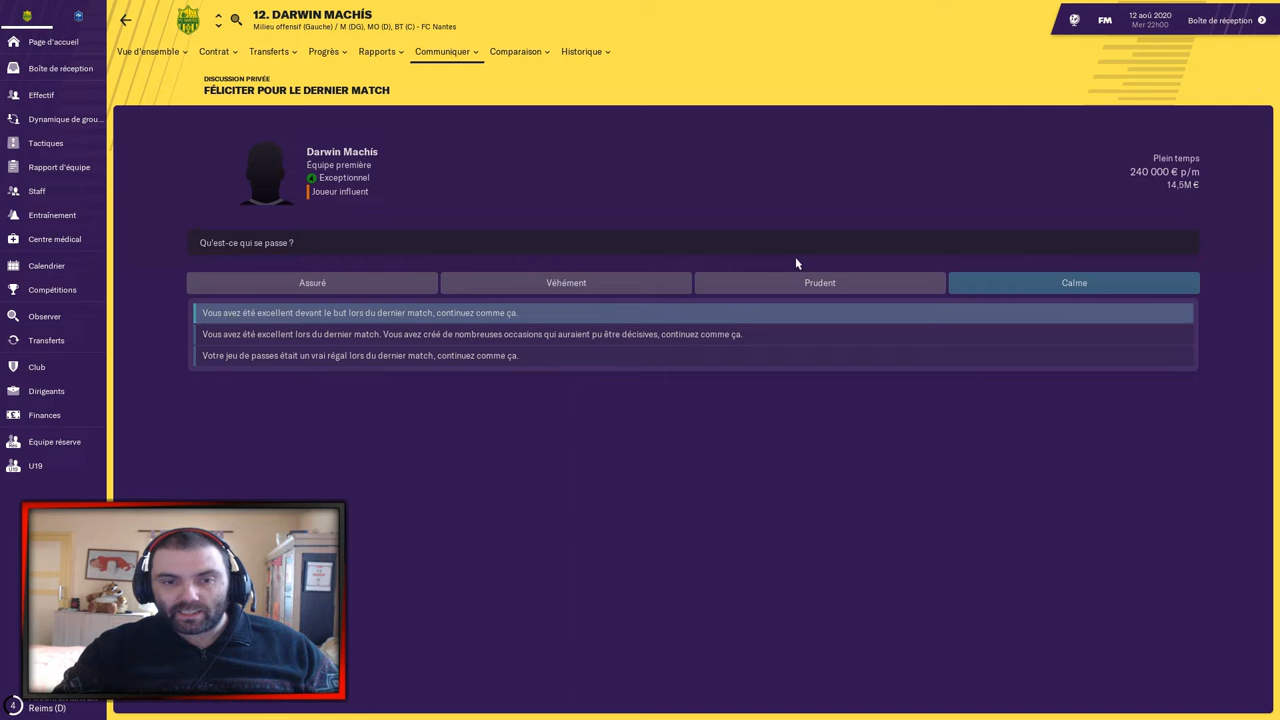 12. DARWIN MACHÍS
Milieu offensif (Gauche) / M (DG), MO (D), BT (C) - FC Nantes
FM
12 aoû 2020
Mer 22h00
Boîte de réception
Vue d'ensemble
Contrat
Transferts
Progrès
Rapports
Communiquer
Comparaison
Historique
DISCUSSION PRIVÉE
FÉLICITER POUR LE DERNIER MATCH
Page d'accueil
Boîte de réception
Effectif
Dynamique de grou...
Tactiques
Rapport d'équipe
Staff
Entraînement
Centre médical
Calendrier
Compétitions
Observer
Transferts
Club
Dirigeants
Finances
Équipe réserve
U19
Darwin Machís
Équipe première
Exceptionnel
Joueur influent
Plein temps
240 000 € p/m
14,5M €
Qu'est-ce qui se passe ?
Assuré
Véhément
Prudent
Calme
Vous avez été excellent devant le but lors du dernier match, continuez comme ça.
Vous avez été excellent lors du dernier match. Vous avez créé de nombreuses occasions qui auraient pu être décisives, continuez comme ça.
Votre jeu de passes était un vrai régal lors du dernier match, continuez comme ça.
4
Reims (D)